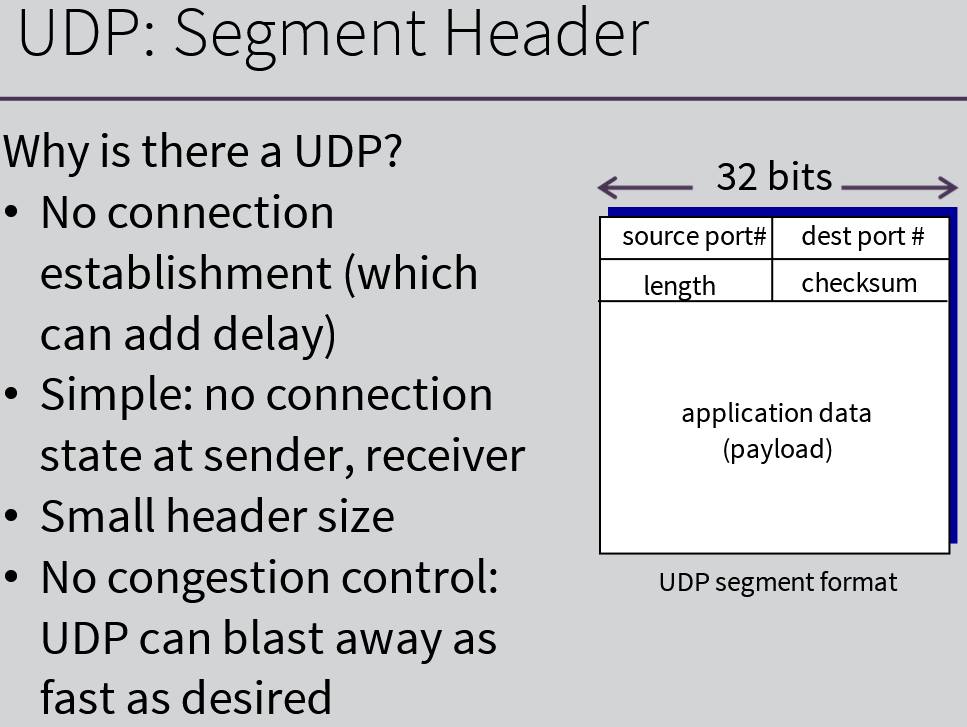 UDP: Segment Header
Why is there a UDP?
• No connection
establishment (which
can add delay)
• Simple: no connection
state at sender, receiver
• Small header size
• No congestion control:
UDP can blast away as
fast as desired
32 bits
source port# dest port #
length checksum
application data
(payload)
UDP segment format